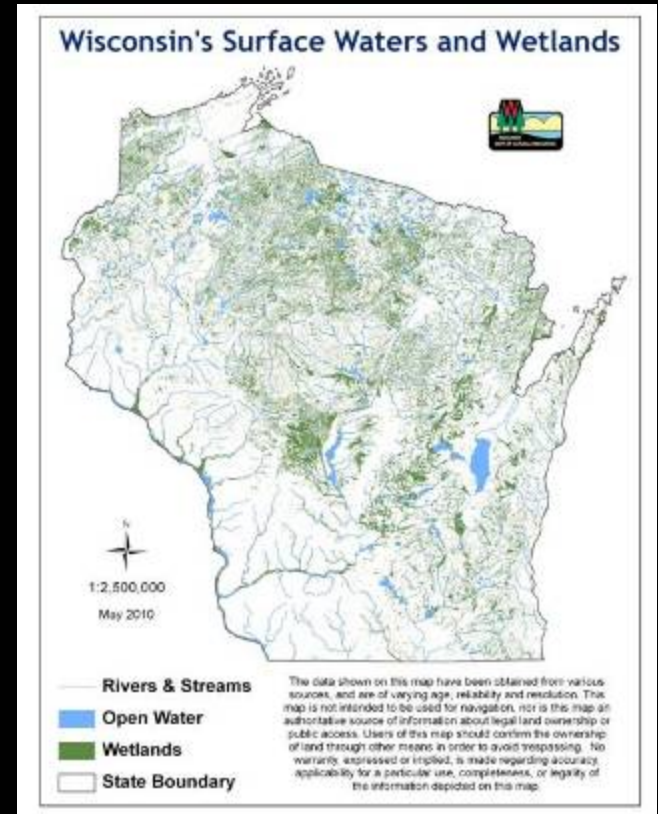 Wisconsin's Surface Waters and Wetlands
N
1:2,500,000
May 2010
Rivers & Streams
Open Water
Wetlands
State Boundary
The data shown on this map have been obtained from various
sources, and are of varying age, reliability and resolution. This
map is not intended to be used for navigation, nor is this map an
authoritative source of information about legal land ownership or
public access. Users of this map should confirm the ownership
of land through other means in order to avoid trespassing. No
warranty, expressed or implied, is made regarding accuracy,
applicability for a particular use, completeness, or legality of
the information depicted on this map.